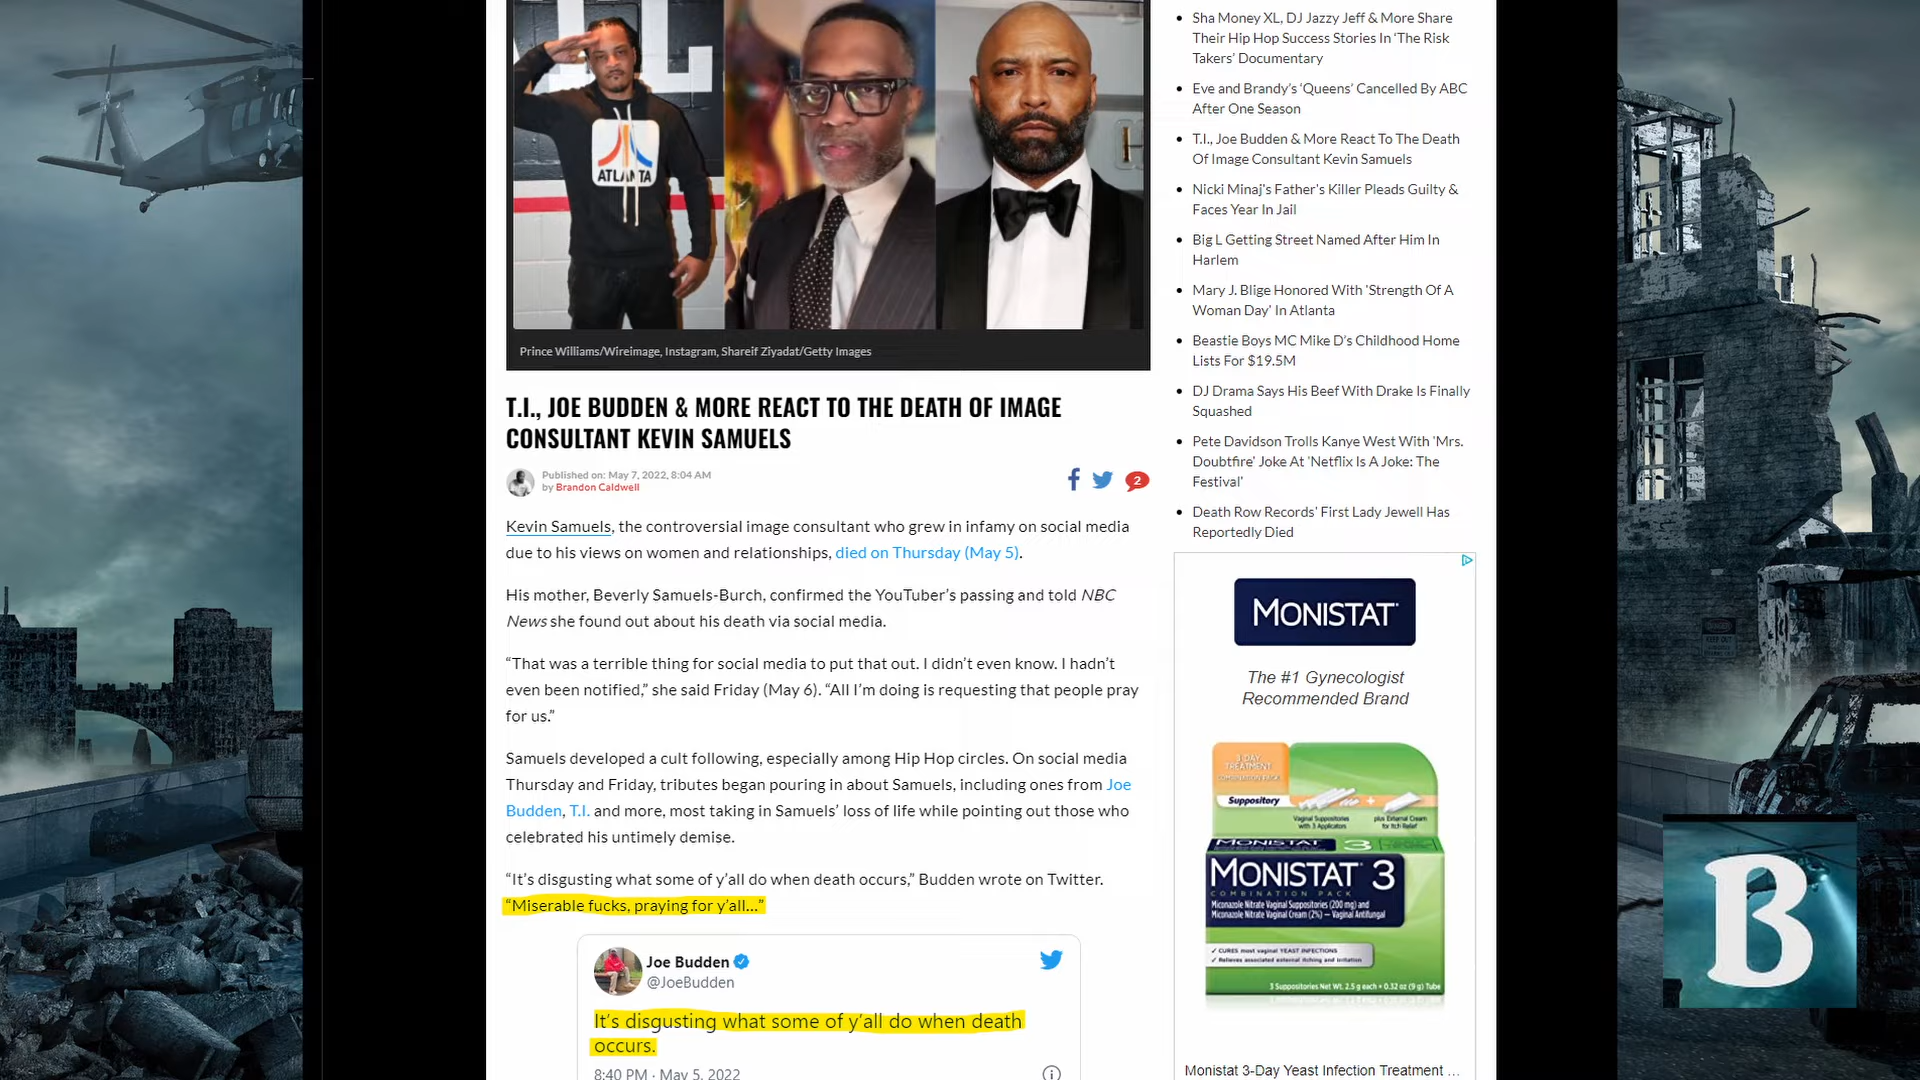 ATLANTA
Prince Williams/Wireimage, Instagram, Shareif Ziyadat/Getty Images
T.I., JOE BUDDEN & MORE REACT TO THE DEATH OF IMAGE
CONSULTANT KEVIN SAMUELS
Published on: May 7, 2022, 8:04 AM
by Brandon Caldwell
2
Kevin Samuels, the controversial image consultant who grew in infamy on social media
due to his views on women and relationships, died on Thursday (May 5).
His mother, Beverly Samuels-Burch, confirmed the YouTuber’s passing and told NBC
News she found out about his death via social media.
“That was a terrible thing for social media to put that out. I didn’t even know. I hadn’t
even been notified,” she said Friday (May 6). “All I’m doing is requesting that people pray
for us.”
Samuels developed a cult following, especially among Hip Hop circles. On social media
Thursday and Friday, tributes began pouring in about Samuels, including ones from Joe
Budden, T.I. and more, most taking in Samuels’ loss of life while pointing out those who
celebrated his untimely demise.
“It’s disgusting what some of y’all do when death occurs,” Budden wrote on Twitter.
“Miserable fucks, praying for y’all…”
Joe Budden
@JoeBudden
It’s disgusting what some of y’all do when death
occurs.
8:40 PM · May 5, 2022
Sha Money XL, DJ Jazzy Jeff & More Share
Their Hip Hop Success Stories In ‘The Risk
Takers’ Documentary
Eve and Brandy’s ‘Queens’ Cancelled By ABC
After One Season
T.I., Joe Budden & More React To The Death
Of Image Consultant Kevin Samuels
Nicki Minaj’s Father’s Killer Pleads Guilty &
Faces Year In Jail
Big L Getting Street Named After Him In
Harlem
Mary J. Blige Honored With ‘Strength Of A
Woman Day’ In Atlanta
Beastie Boys MC Mike D’s Childhood Home
Lists For $19.5M
DJ Drama Says His Beef With Drake Is Finally
Squashed
Pete Davidson Trolls Kanye West With ‘Mrs.
Doubtfire’ Joke At ‘Netflix Is A Joke: The
Festival’
Death Row Records’ First Lady Jewell Has
Reportedly Died
MONISTAT
The #1 Gynecologist
Recommended Brand
3-DAY
TREATMENT
COMBINATION PACK
Suppository
Vaginal Suppositories
with 3 Applicators
plus External Cream
for Itch Relief
MONISTAT 3
MONISTAT 3
COMBINATION PACK
Miconazole Nitrate Vaginal Suppositories (200 mg) and
Miconazole Nitrate Vaginal Cream (2%) – Vaginal Antifungal
✓ CURES most vaginal YEAST INFECTIONS
✓ Relieves associated external itching and irritation
3 Suppositories Net Wt. 2.5 g each + 0.32 oz (9 g) Tube
Monistat 3-Day Yeast Infection Treatment ...
B